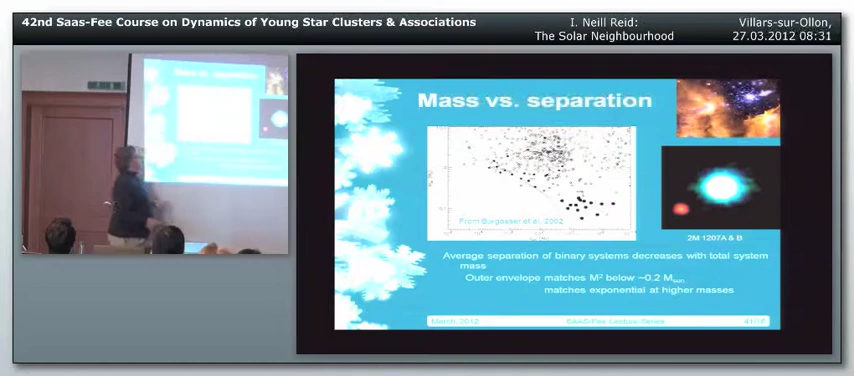 42nd Saas-Fee Course on Dynamics of Young Star Clusters & Associations
I. Neill Reid:
The Solar Neighbourhood
Villars-sur-Ollon,
27.03.2012 08:31
Mass vs. separation
From Burgasser et al. 2002
2M 1207A & B
Average separation of binary systems decreases with total system
mass
Outer envelope matches M² below ~0.2 Msun
matches exponential at higher masses
March, 2012
SAAS-Fee Lecture Series